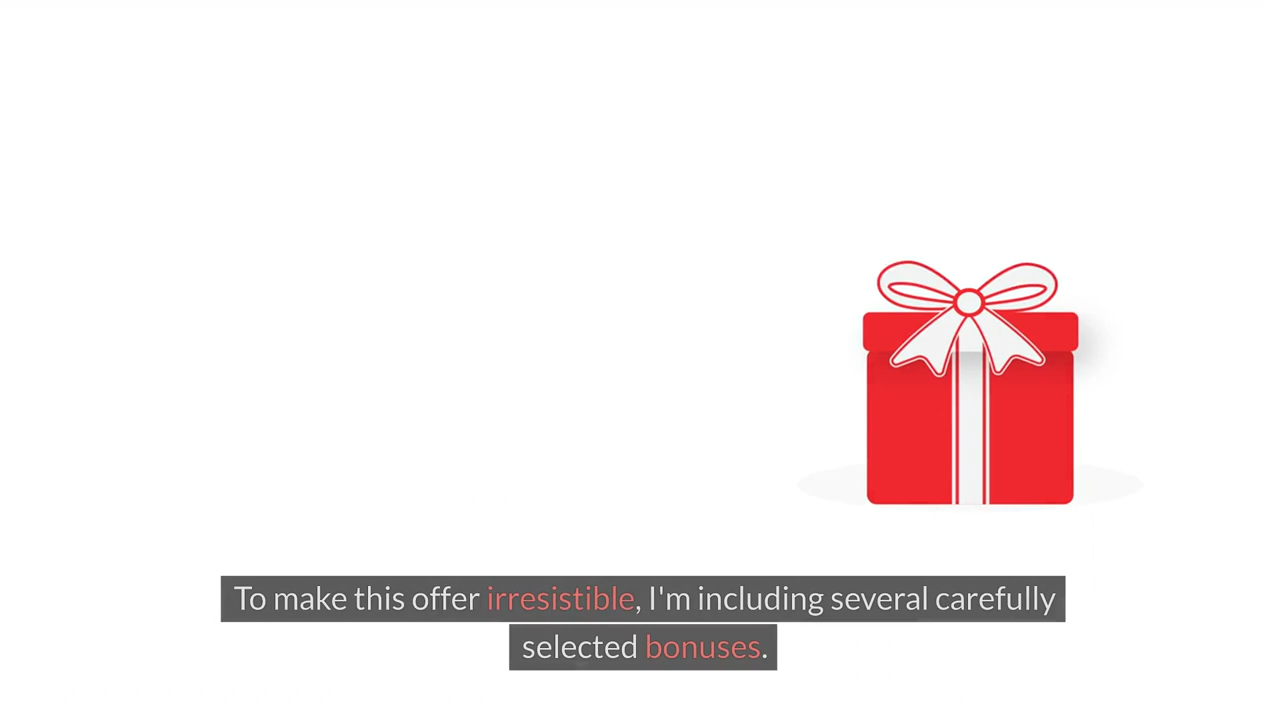 To make this offer irresistible, I'm including several carefully
selected bonuses.